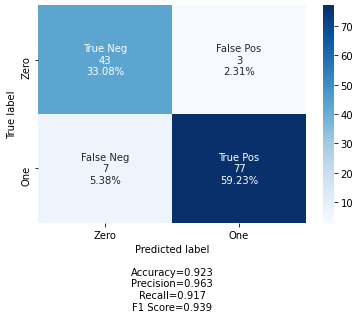 True Neg
43
33.08%
False Pos
3
2.31%
False Neg
7
5.38%
True Pos
77
59.23%
Zero
One
True label
Zero
One
Predicted label
70
60
50
40
30
20
10
Accuracy=0.923
Precision=0.963
Recall=0.917
F1 Score=0.939